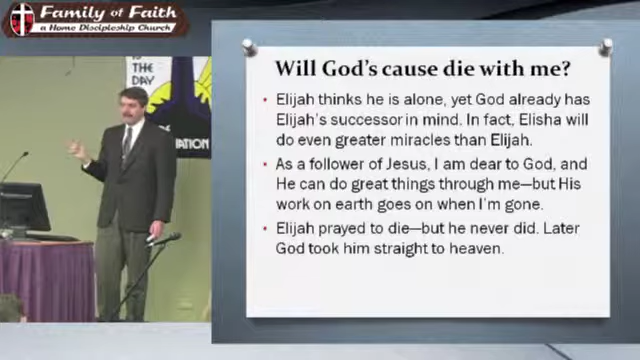 Family of Faith
a Home Discipleship Church
IS THE
DAY
NATION
Will God's cause die with me?
• Elijah thinks he is alone, yet God already has
Elijah's successor in mind. In fact, Elisha will
do even greater miracles than Elijah.
• As a follower of Jesus, I am dear to God, and
He can do great things through me—but His
work on earth goes on when I'm gone.
• Elijah prayed to die—but he never did. Later
God took him straight to heaven.